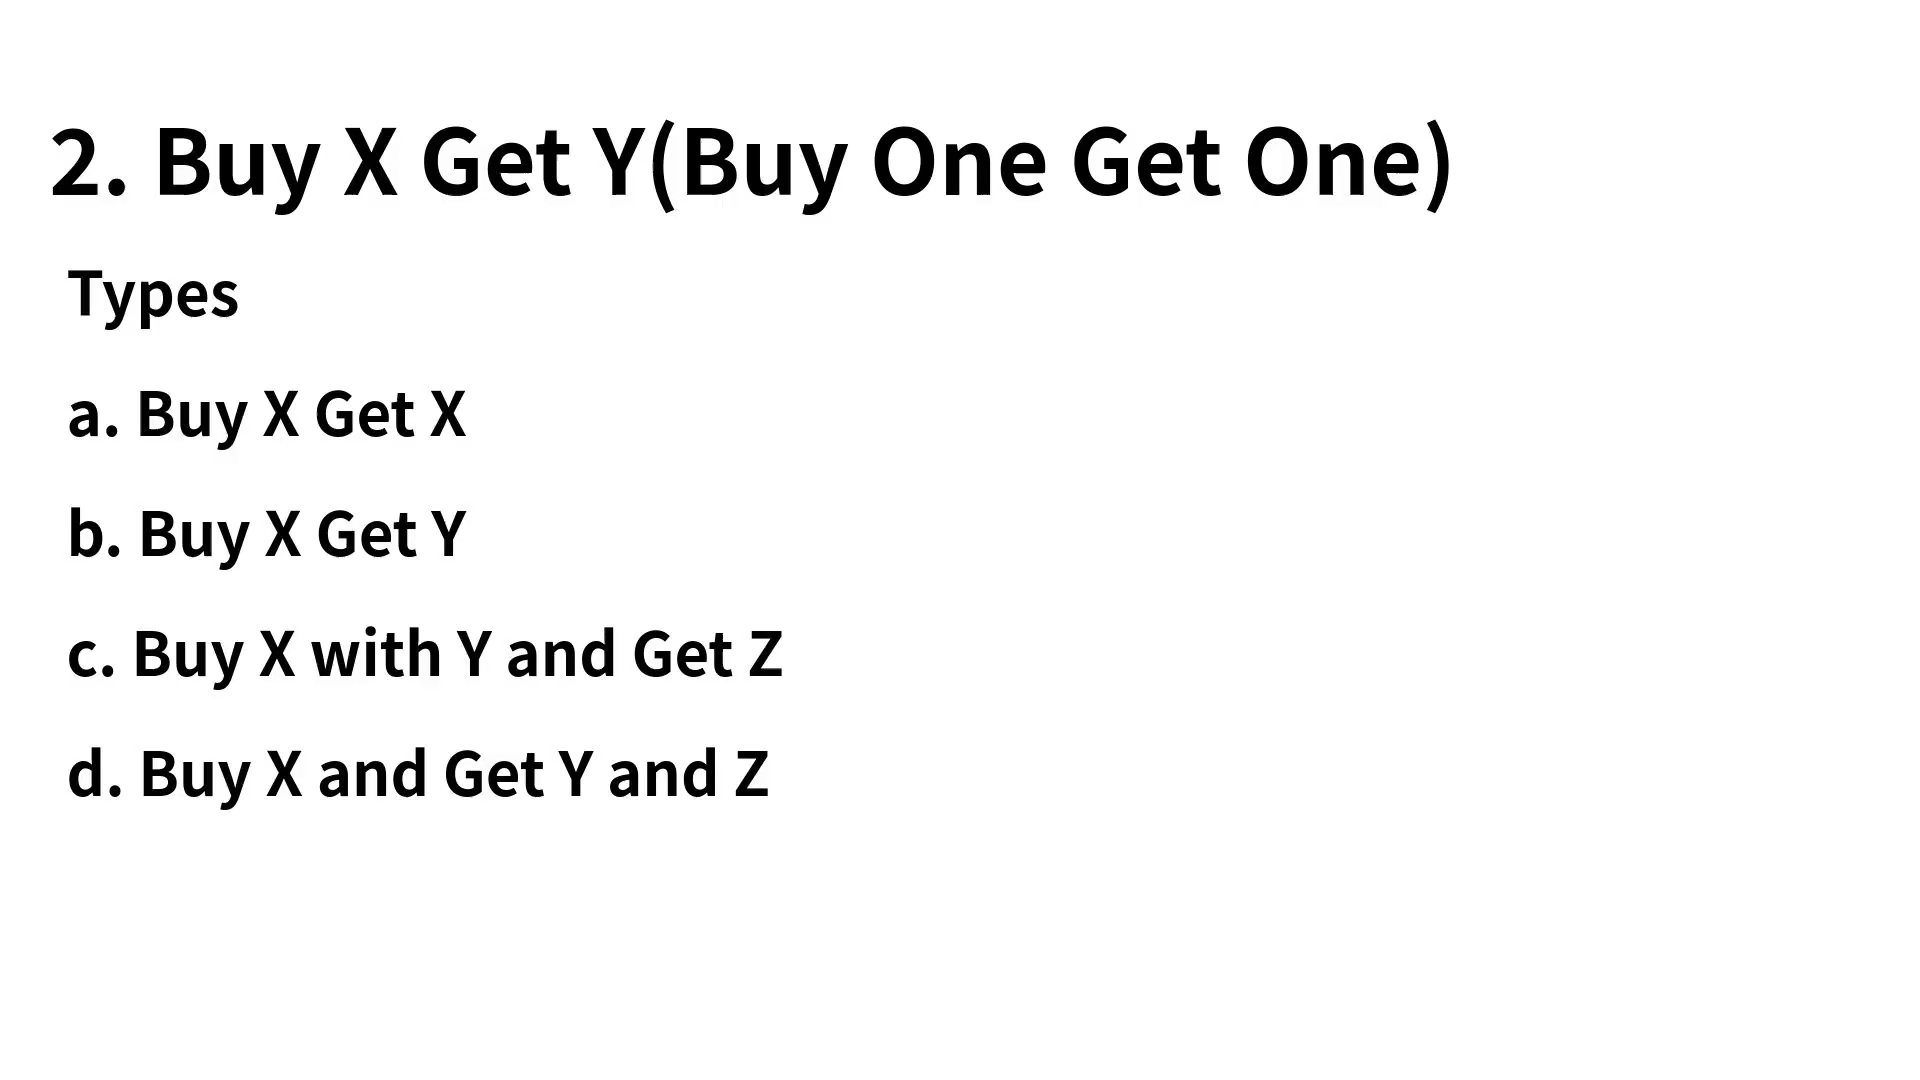 2. Buy X Get Y(Buy One Get One)
Types
a. Buy X Get X
b. Buy X Get Y
c. Buy X with Y and Get Z
d. Buy X and Get Y and Z